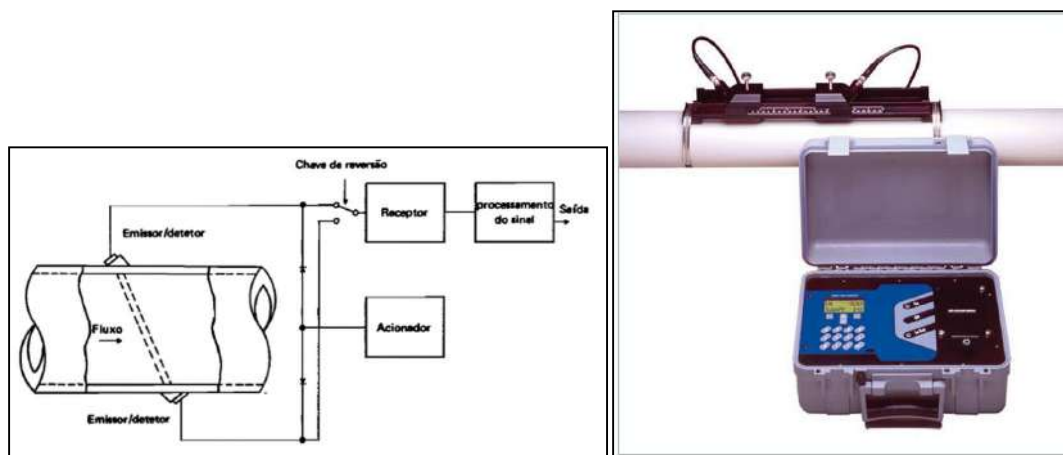 Chave de reversão
Emissor/detetor
Receptor
processamento
do sinal
Saída
Fluxo
Acionador
Emissor/detetor